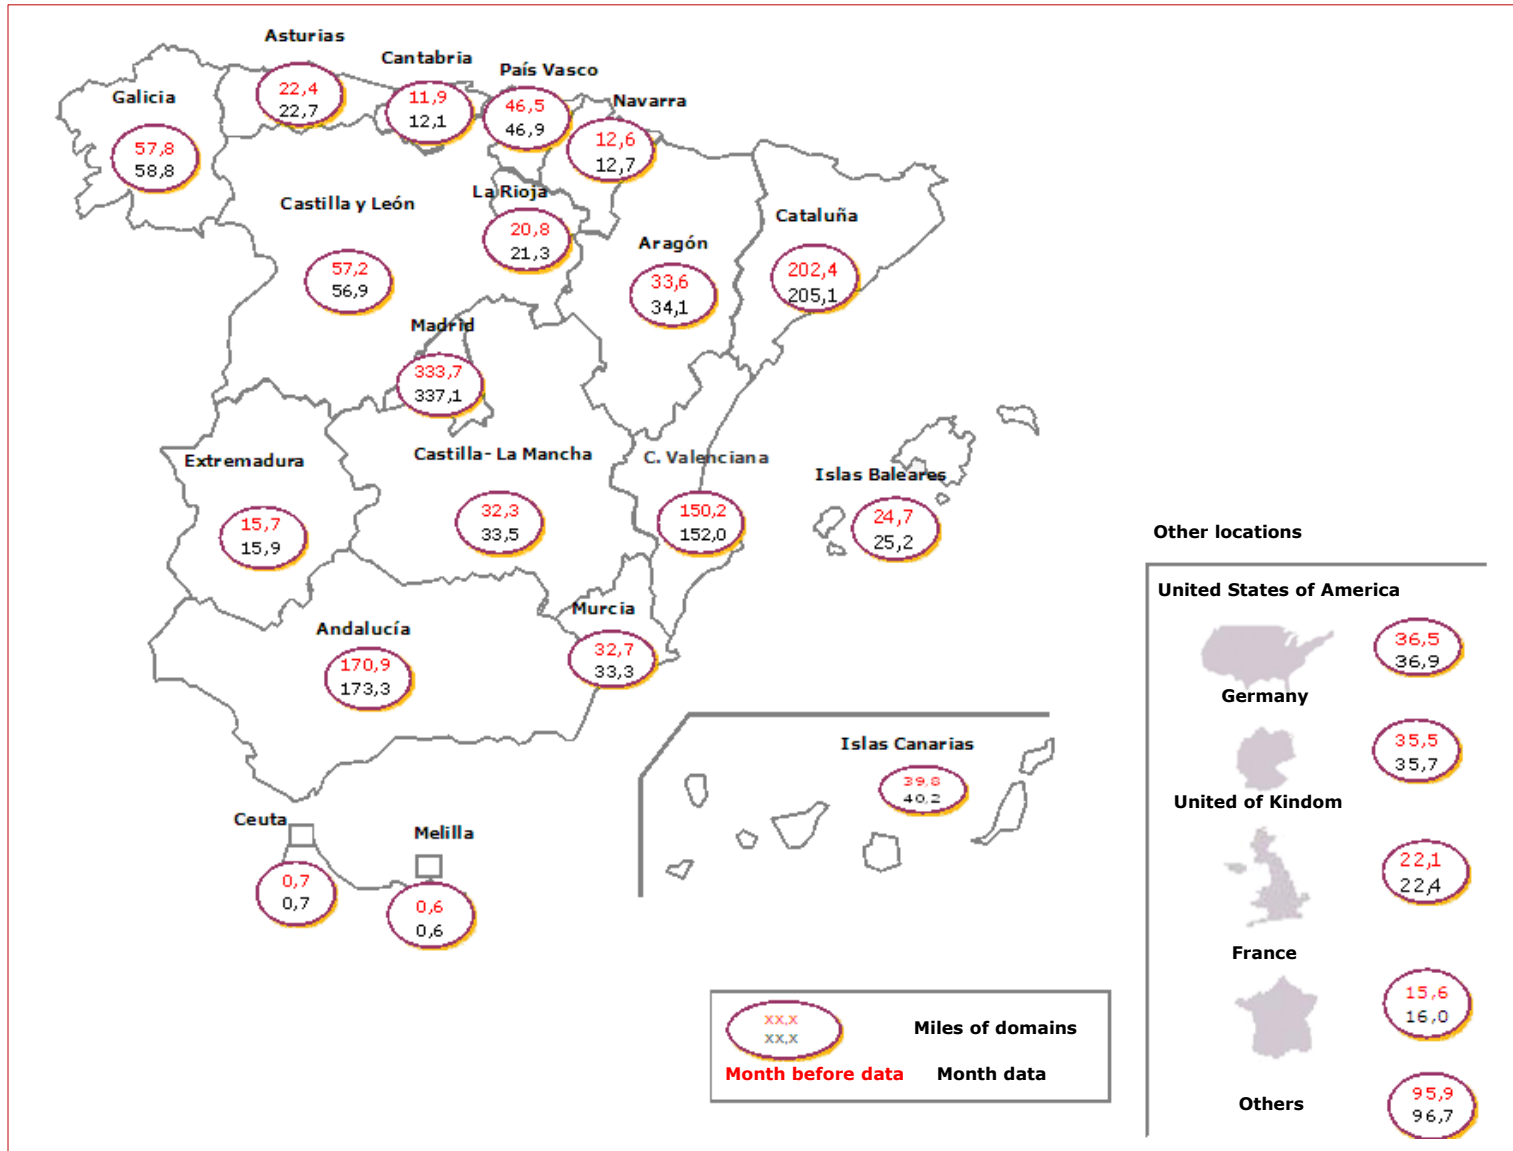 Asturias
22,4
22,7
Cantabria
11,9
12,1
País Vasco
46,5
46,9
Navarra
12,6
12,7
Galicia
57,8
58,8
Castilla y León
57,2
56,9
La Rioja
20,8
21,3
Aragón
33,6
34,1
Cataluña
202,4
205,1
Madrid
333,7
337,1
Extremadura
15,7
15,9
Castilla- La Mancha
32,3
33,5
C. Valenciana
150,2
152,0
Islas Baleares
24,7
25,2
Andalucía
170,9
173,3
Murcia
32,7
33,3
Islas Canarias
39,8
40,2
Ceuta
0,7
0,7
Melilla
0,6
0,6
Other locations
United States of America
36,5
36,9
Germany
35,5
35,7
United of Kindom
22,1
22,4
France
15,6
16,0
Others
95,9
96,7
xx,x
xx,x
Miles of domains
Month before data Month data